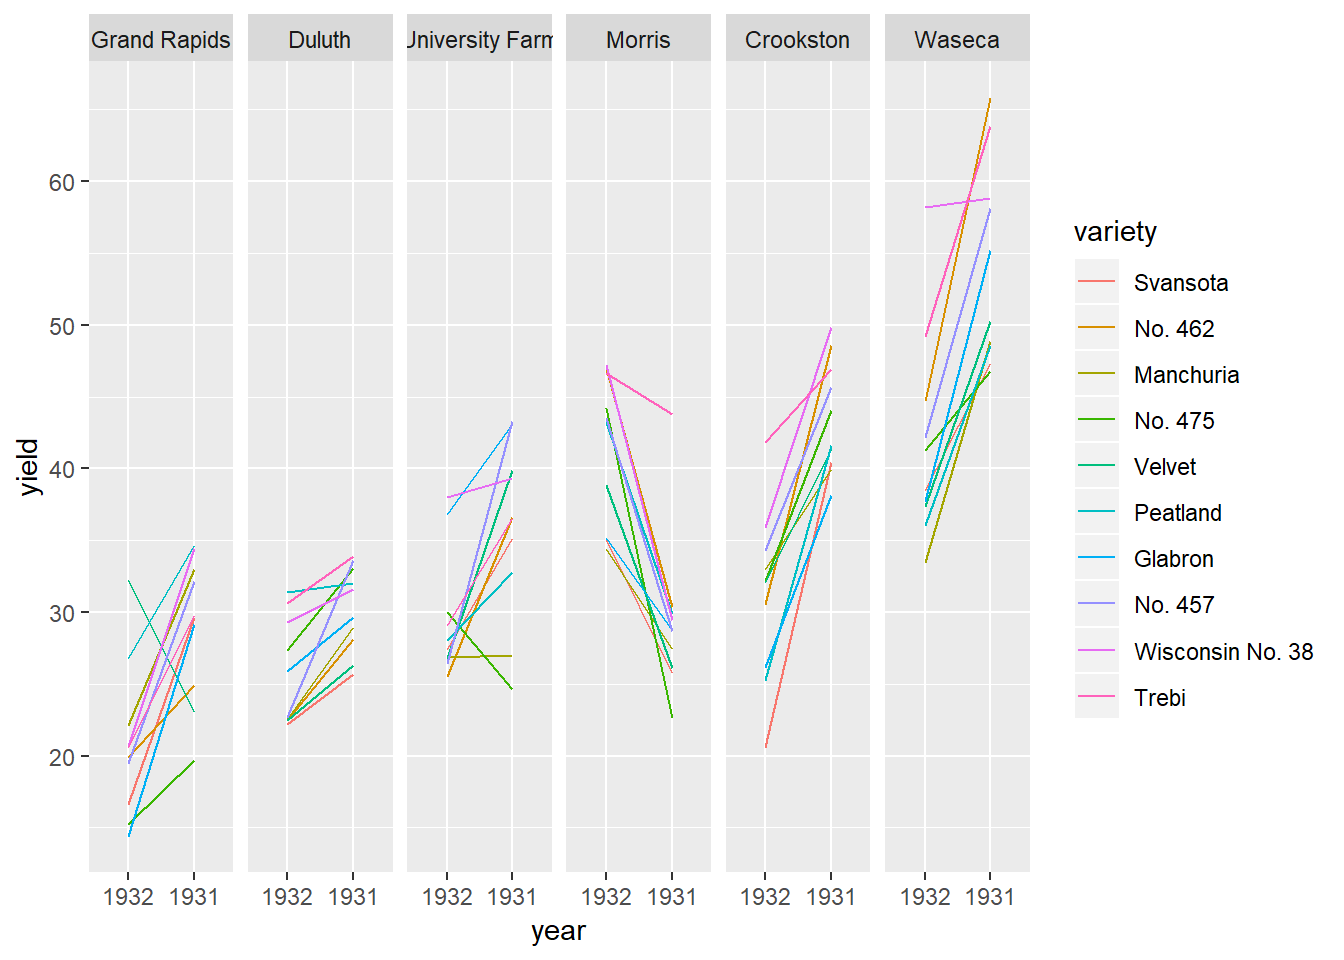 Grand Rapids Duluth University Farm Morris Crookston Waseca
60
50
40
30
20
yield
1932 1931 1932 1931 1932 1931 1932 1931 1932 1931 1932 1931
year
variety
Svansota
No. 462
Manchuria
No. 475
Velvet
Peatland
Glabron
No. 457
Wisconsin No. 38
Trebi